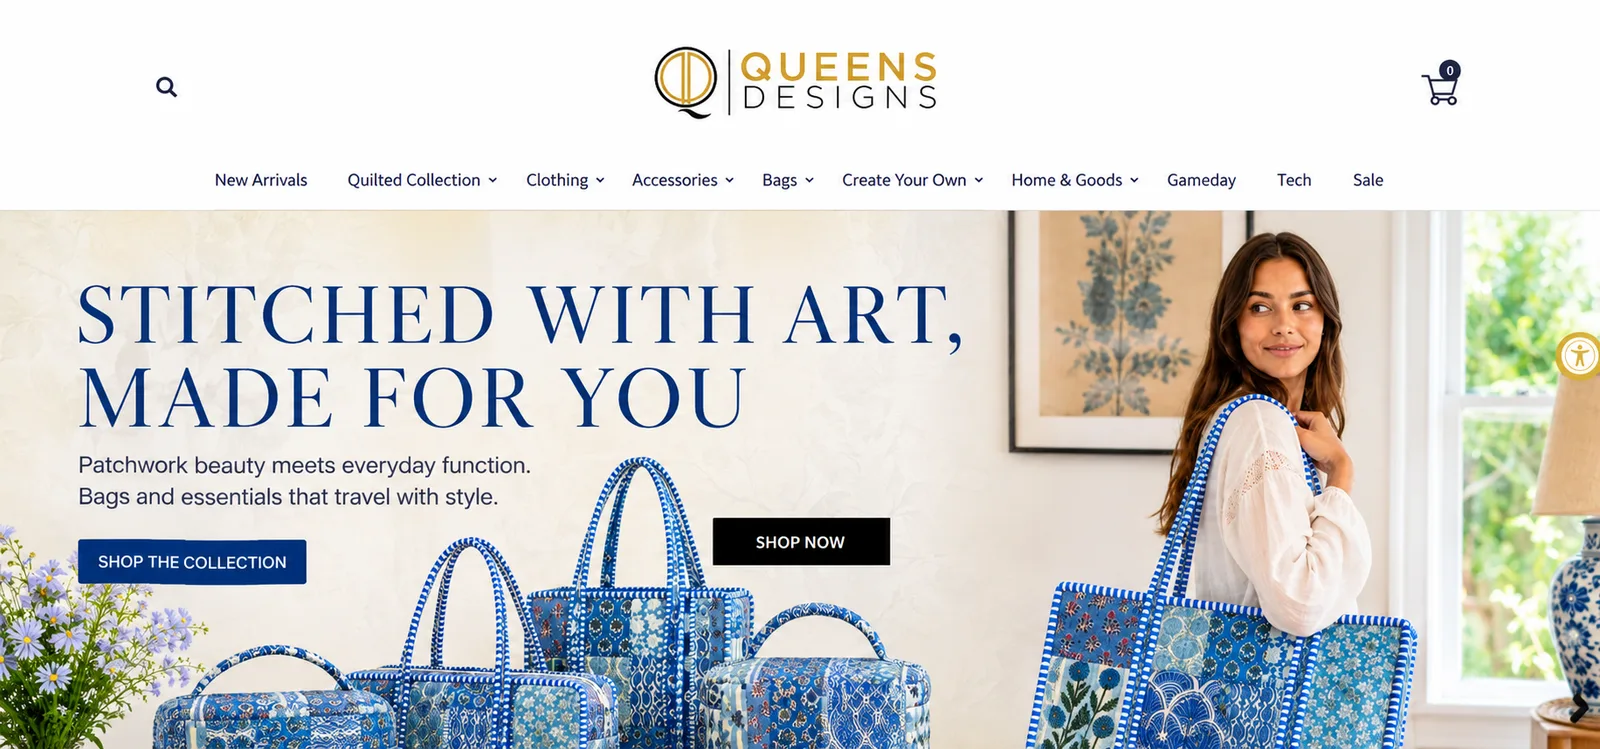 0
QUEENS
DESIGNS
New Arrivals Quilted Collection Clothing Accessories Bags Create Your Own Home & Goods Gameday Tech Sale
STITCHED WITH ART,
MADE FOR YOU
Patchwork beauty meets everyday function.
Bags and essentials that travel with style.
SHOP NOW
SHOP THE COLLECTION